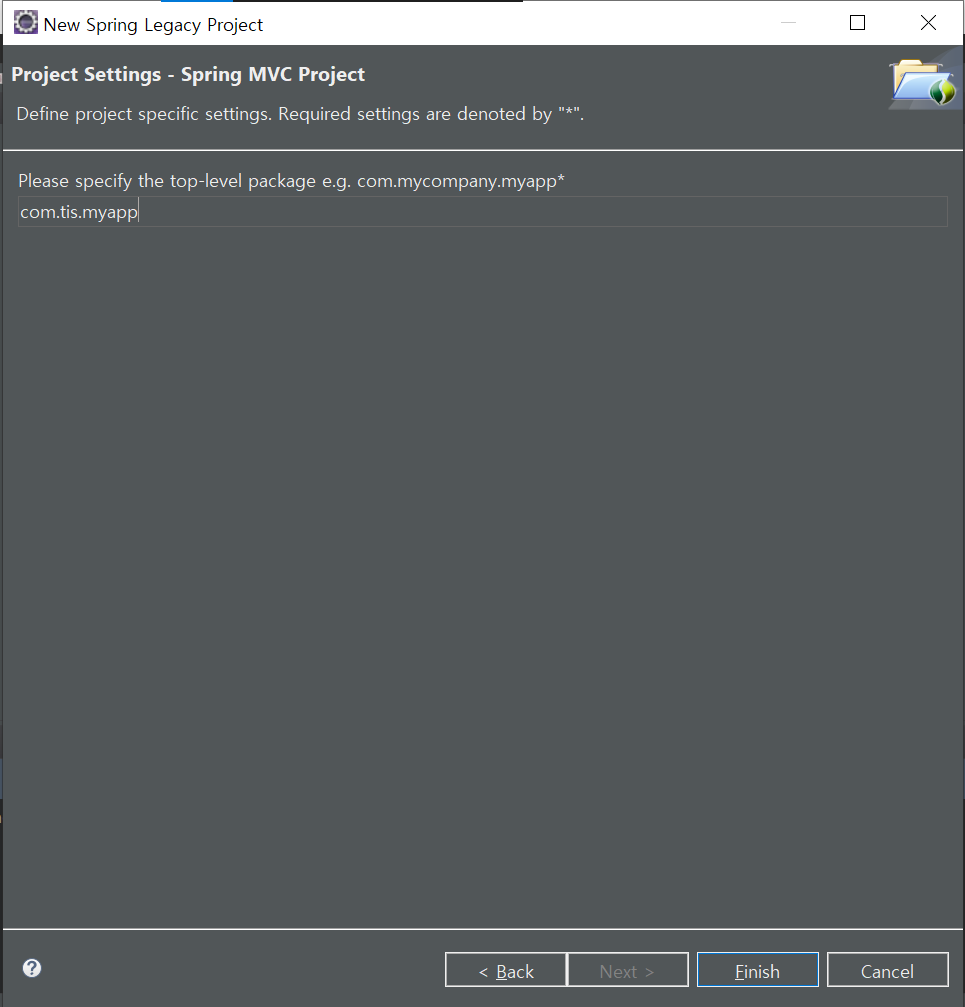 New Spring Legacy Project
Project Settings - Spring MVC Project
Define project specific settings. Required settings are denoted by "*".
Please specify the top-level package e.g. com.mycompany.myapp*
com.tis.myapp
?
< Back
Next >
Finish
Cancel